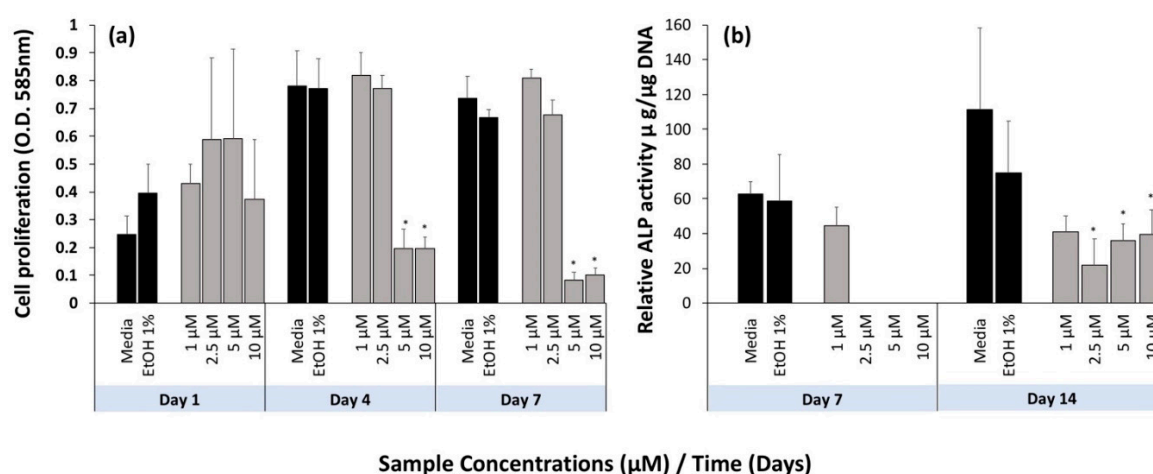 (a)
Cell proliferation (O.D. 585nm)
1
0.9
0.8
0.7
0.6
0.5
0.4
0.3
0.2
0.1
0
* * * *
Media
EtOH 1%
1 μM
2.5 μM
5 μM
10 μM
Media
EtOH 1%
1 μM
2.5 μM
5 μM
10 μM
Media
EtOH 1%
1 μM
2.5 μM
5 μM
10 μM
Day 1 Day 4 Day 7
(b)
Relative ALP activity μ g/μg DNA
160
140
120
100
80
60
40
20
0
* * *
Media
EtOH 1%
1 μM
2.5 μM
5 μM
10 μM
Media
EtOH 1%
1 μM
2.5 μM
5 μM
10 μM
Day 7 Day 14
Sample Concentrations (μM) / Time (Days)